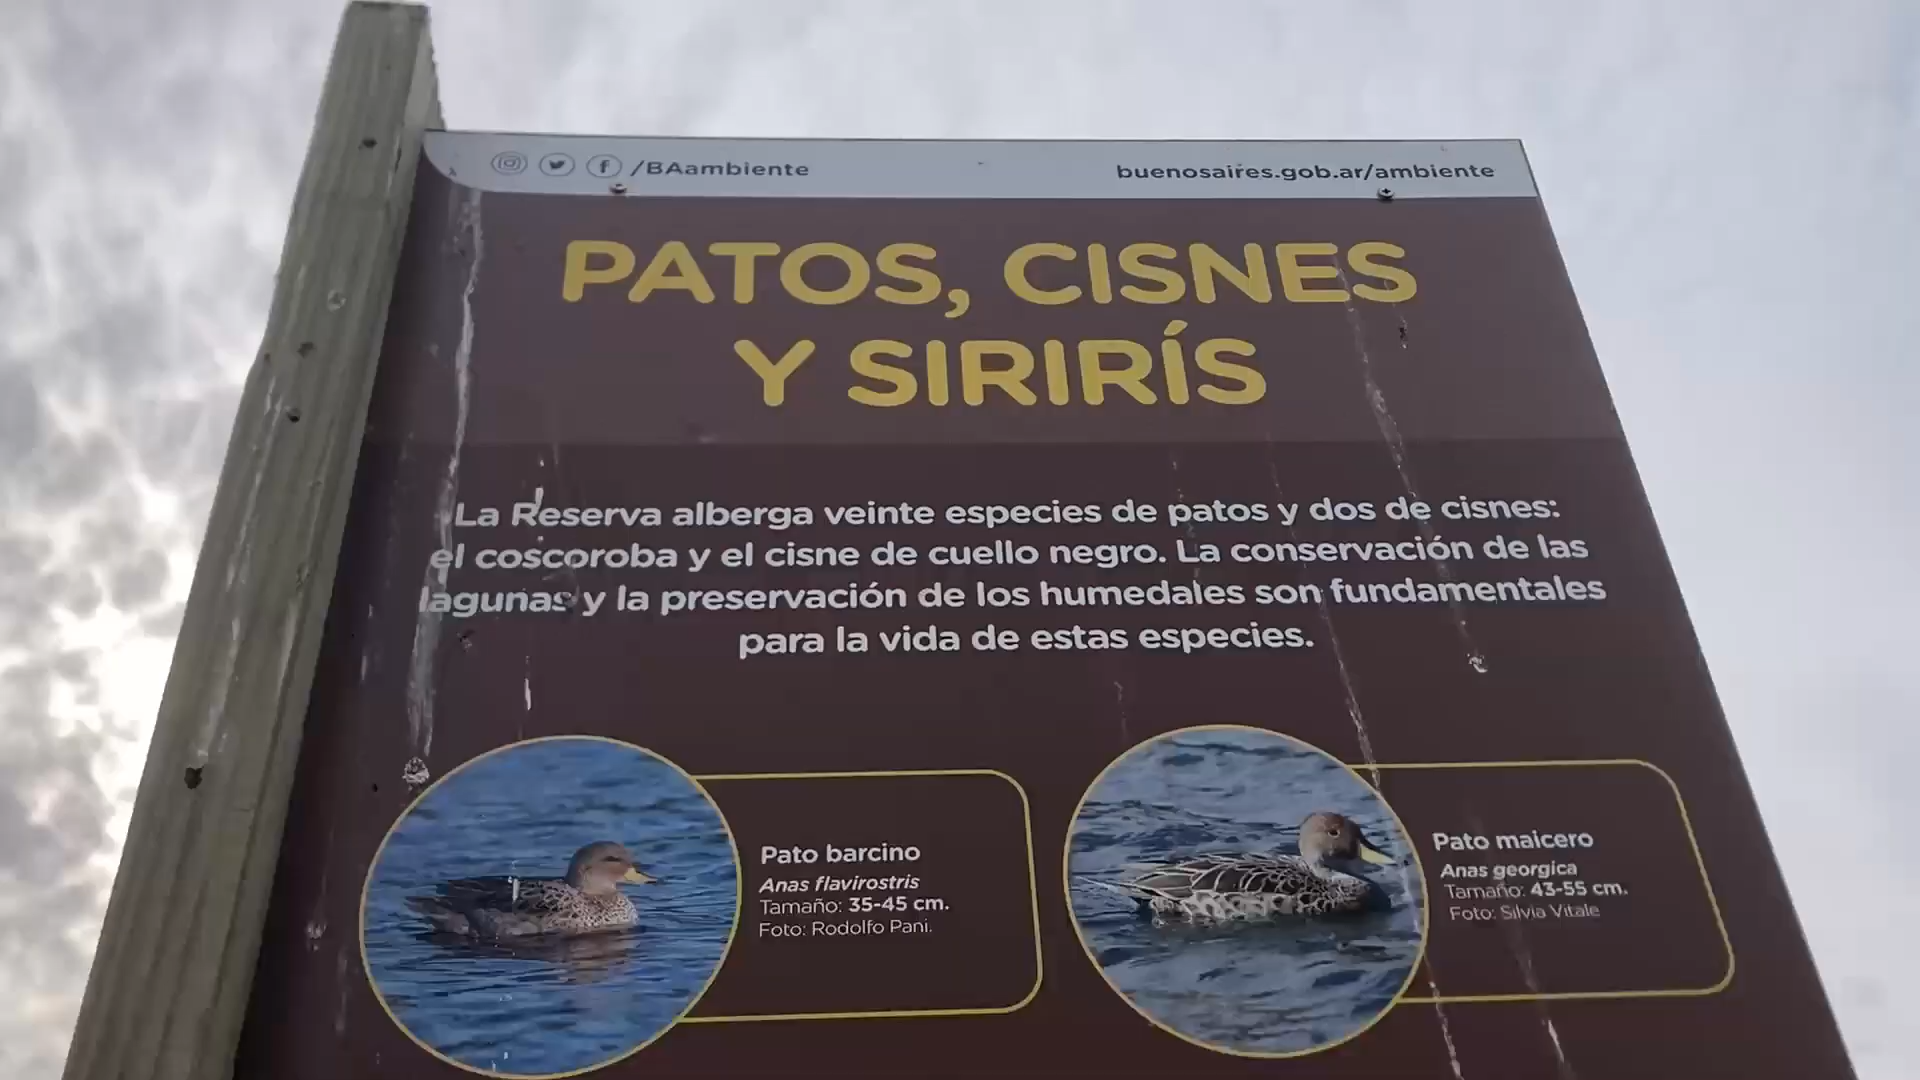 /BAambiente
buenosaires.gob.ar/ambiente
PATOS, CISNES
Y SIRIRÍS
La Reserva alberga veinte especies de patos y dos de cisnes:
el coscoroba y el cisne de cuello negro. La conservación de las
lagunas y la preservación de los humedales son fundamentales
para la vida de estas especies.
Pato barcino
Anas flavirostris
Tamaño: 35-45 cm.
Foto: Rodolfo Pani.
Pato maicero
Anas georgica
Tamaño: 43-55 cm.
Foto: Silvia Vitale